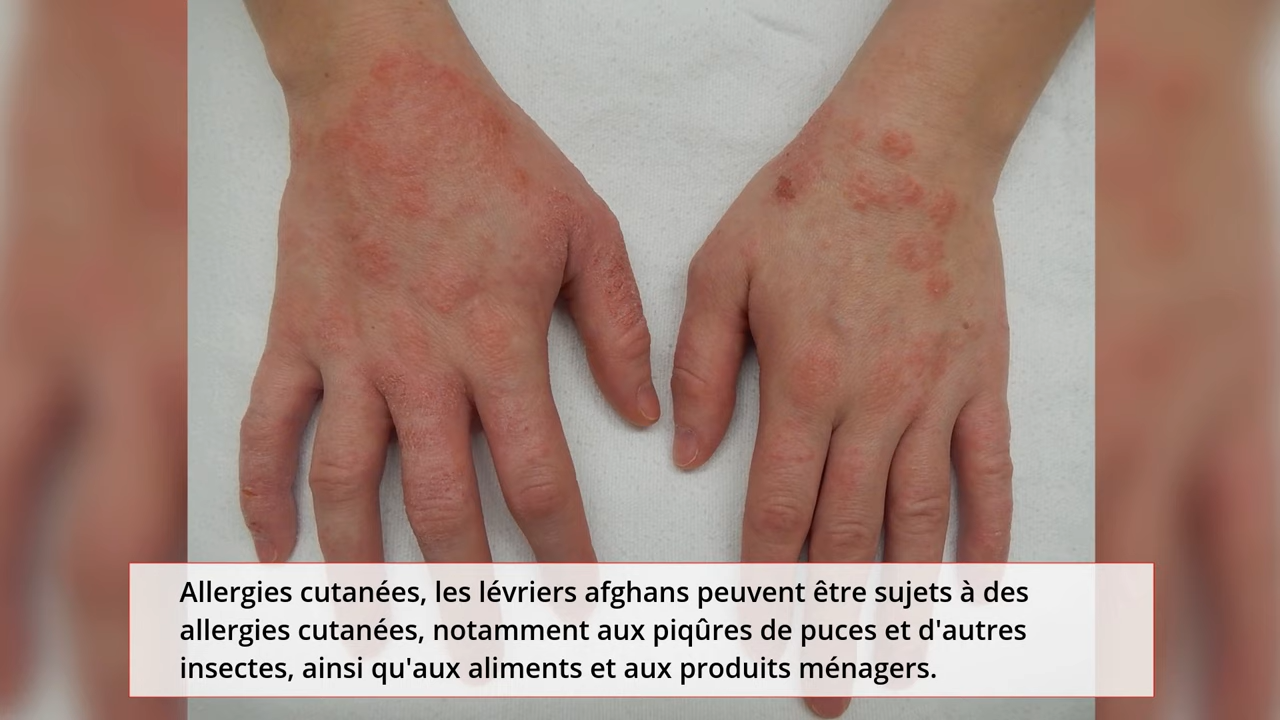 Allergies cutanées, les lévriers afghans peuvent être sujets à des
allergies cutanées, notamment aux piqûres de puces et d'autres
insectes, ainsi qu'aux aliments et aux produits ménagers.